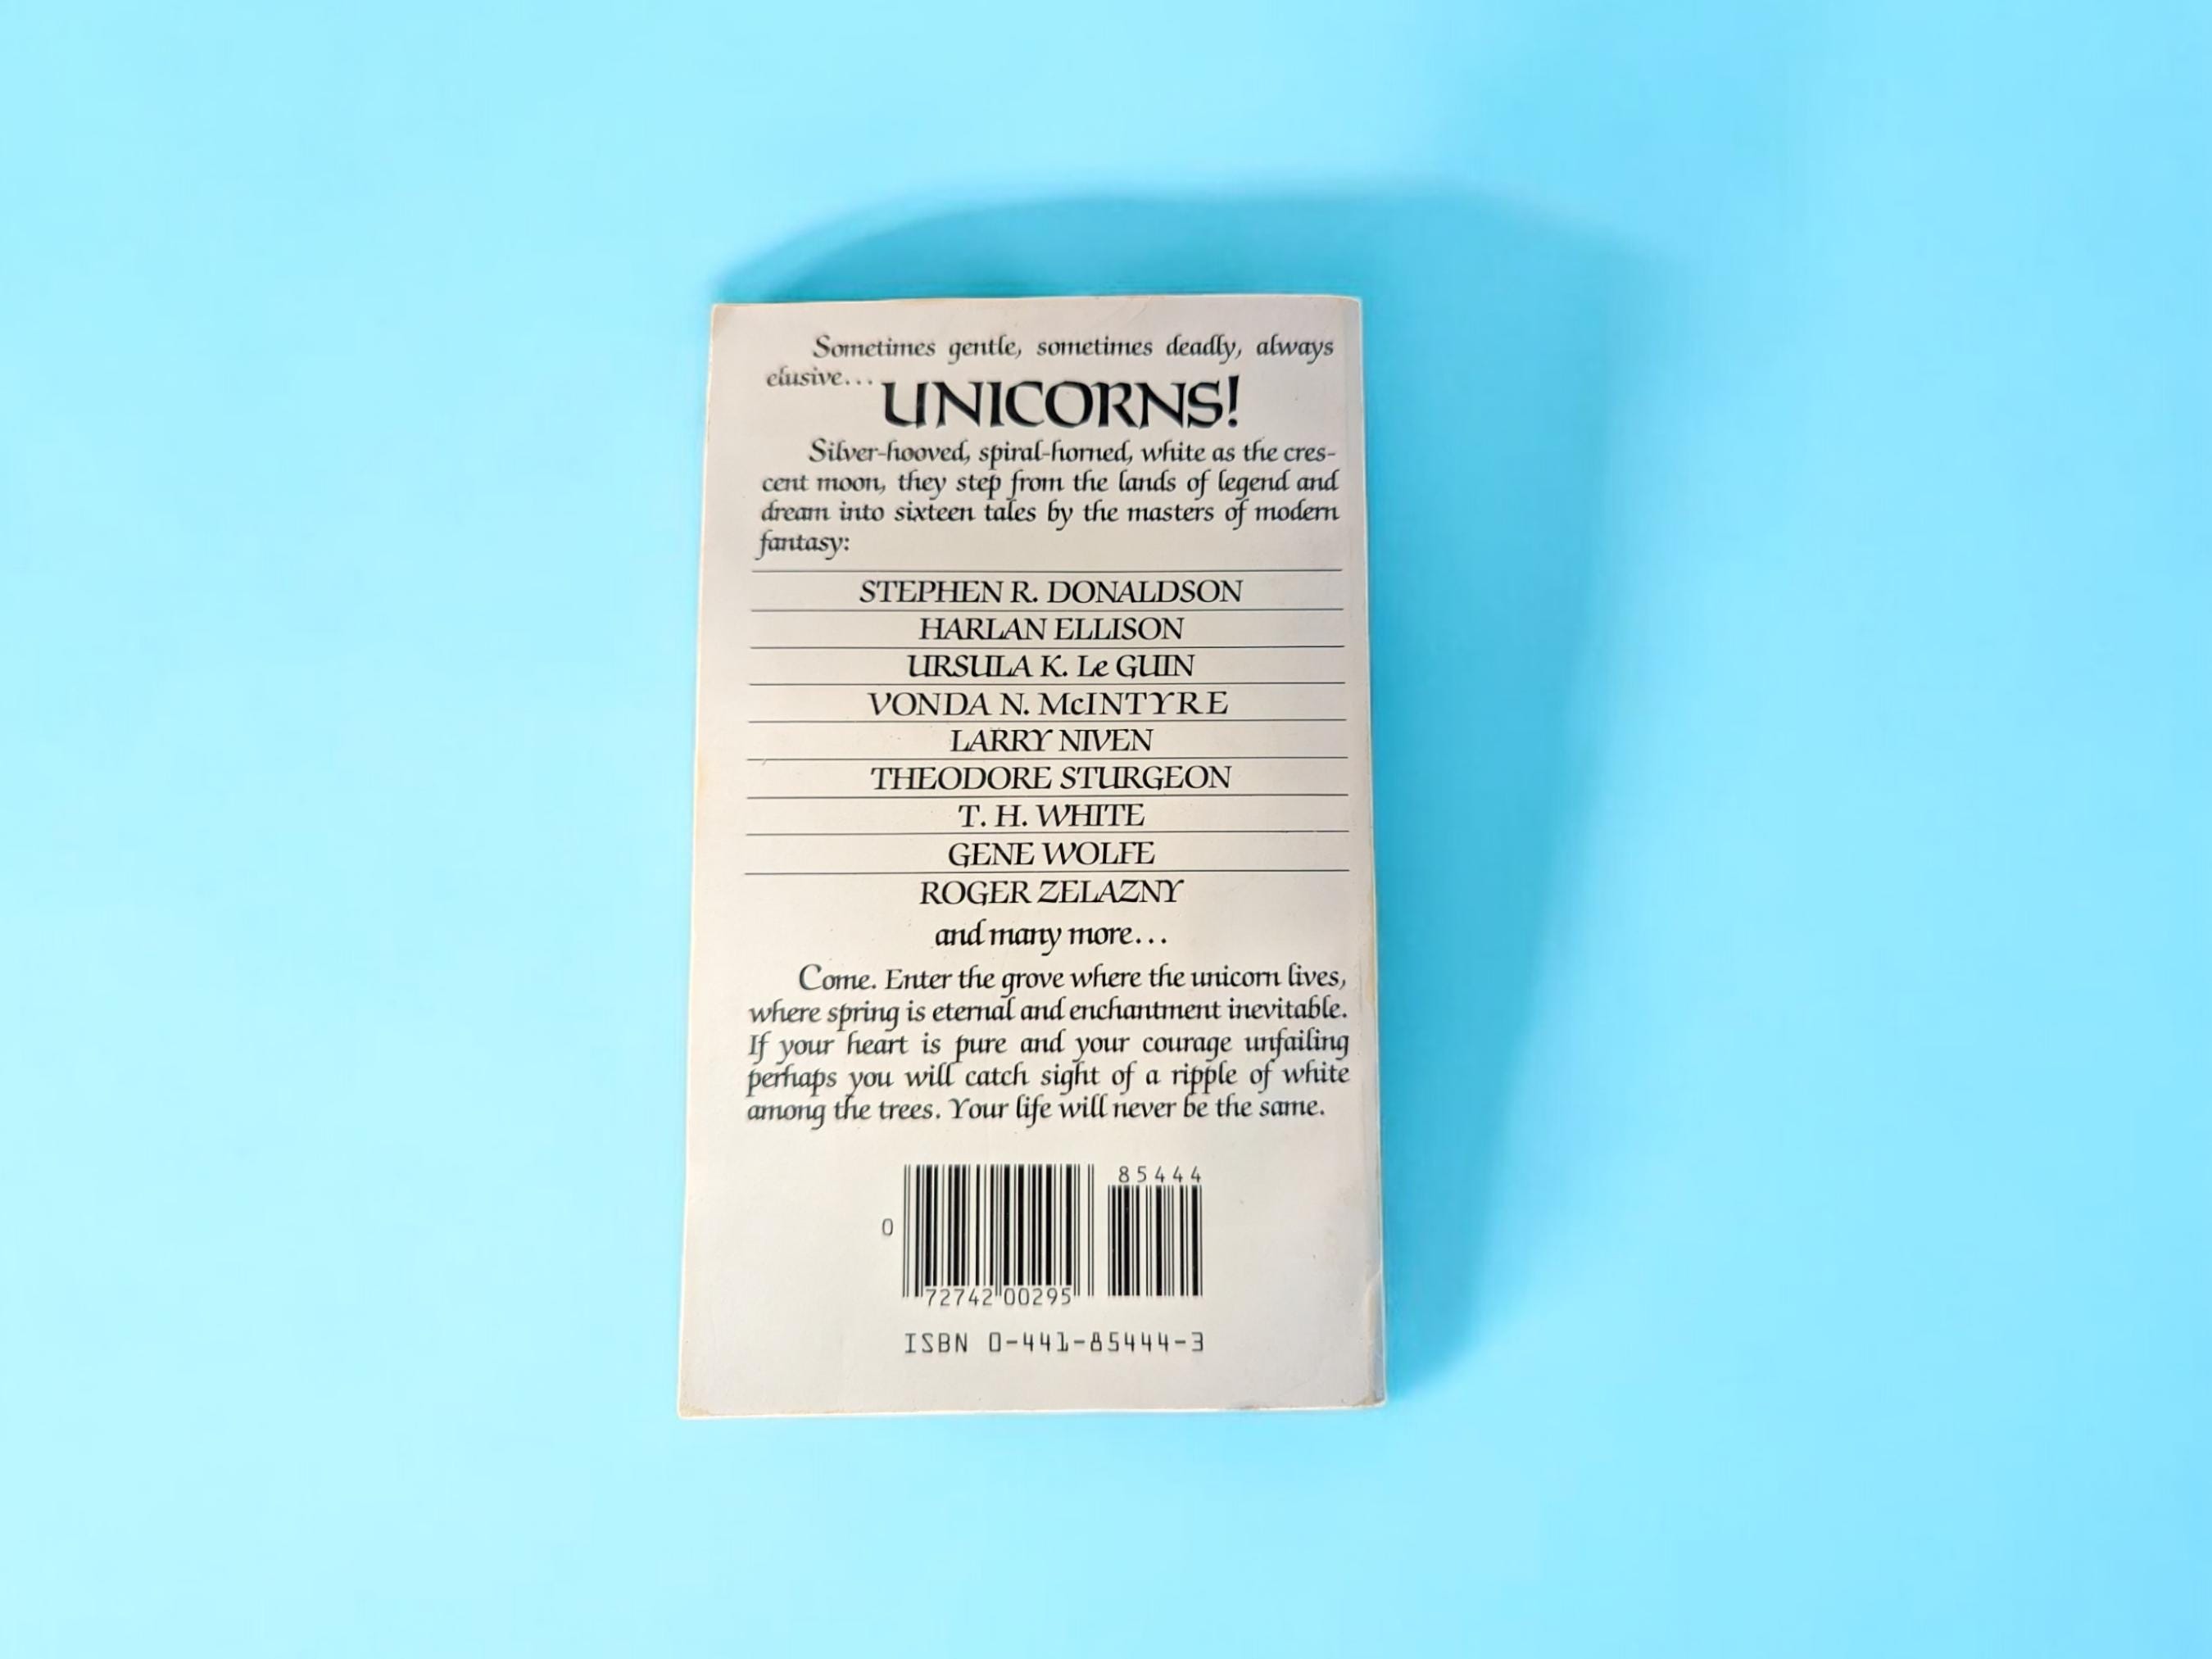 Sometimes gentle, sometimes deadly, always
elusive...
UNICORNS!
Silver-hooved, spiral-horned, white as the cres-
cent moon, they step from the lands of legend and
dream into sixteen tales by the masters of modern
fantasy:
STEPHEN R. DONALDSON
HARLAN ELLISON
URSULA K. Le GUIN
VONDA N. McINTYRE
LARRY NIVEN
THEODORE STURGEON
T. H. WHITE
GENE WOLFE
ROGER ZELAZNY
and many more...
Come. Enter the grove where the unicorn lives,
where spring is eternal and enchantment inevitable.
If your heart is pure and your courage unfailing
perhaps you will catch sight of a ripple of white
among the trees. Your life will never be the same.
85444
0
72742 00295
ISBN 0-441-85444-3